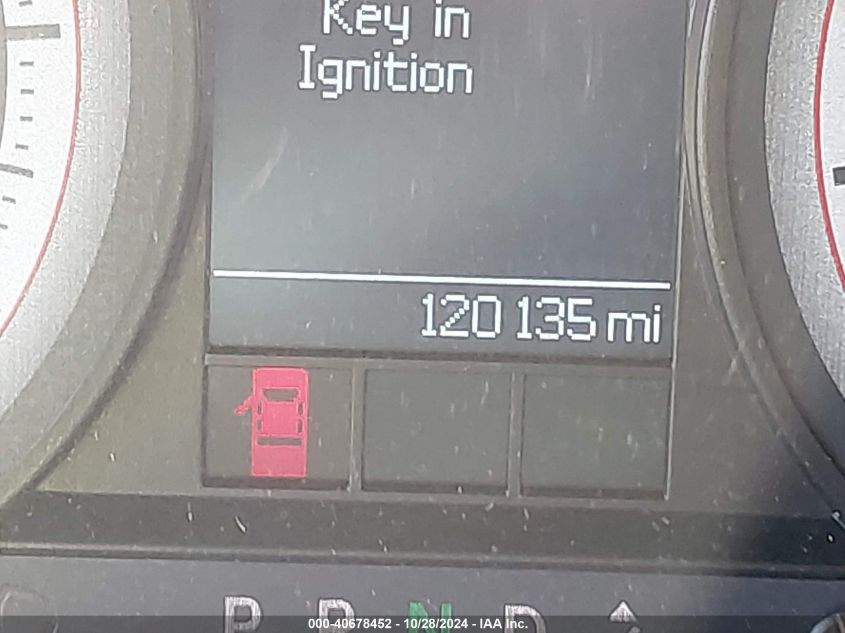 Key in
Ignition
120 135 mi
P R N D
000-40678452 - 10/28/2024 - IAA Inc.